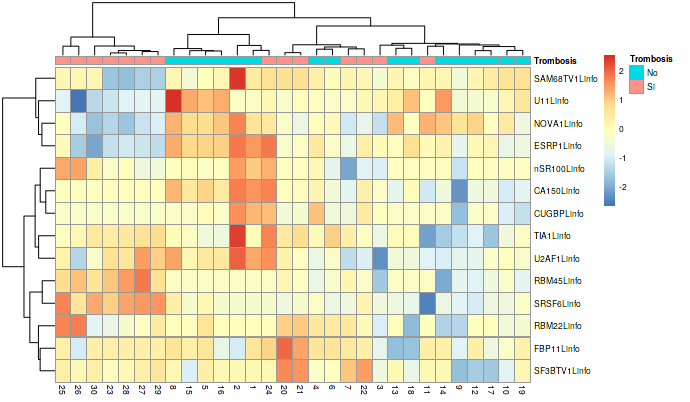 Trombosis
SAM68TV1Linfo
U11Linfo
NOVA1Linfo
ESRP1Linfo
nSR100Linfo
CA150Linfo
CUGBPLinfo
TIA1Linfo
U2AF1Linfo
RBM45Linfo
SRSF6Linfo
RBM22Linfo
FBP11Linfo
SF3BTV1Linfo
25 26 30 23 28 27 29 8 15 5 16 2 1 24 20 21 4 6 7 22 3 13 18 11 14 9 12 17 10 19
2
1
0
-1
-2
Trombosis
No
Si